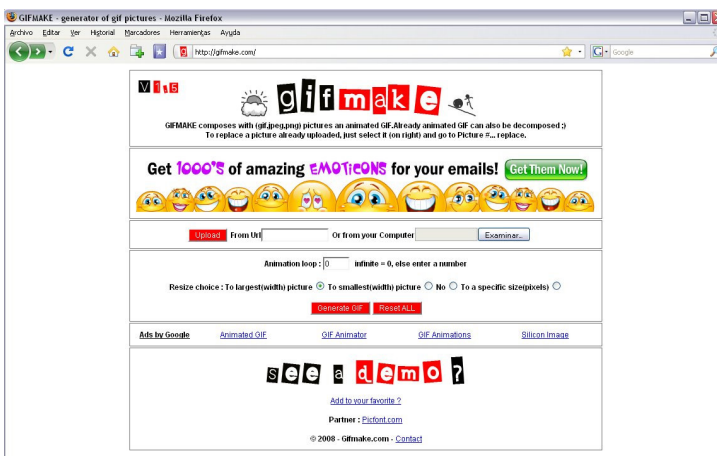 GIFMAKE - generator of gif pictures - Mozilla Firefox
Archivo Editar Ver Historial Marcadores Herramientas Ayuda
http://gifmake.com/ Google
V 1.5
gifmake
GIFMAKE composes with (gif,jpeg,png) pictures an animated GIF.Already animated GIF can also be decomposed ;)
To replace a picture already uploaded, just select it (on right) and go to Picture #... replace.
Get 1000'S of amazing EMOTiCONS for your emails! Get Them Now!
Upload From Url Or from your Computer Examinar...
Animation loop : 0 infinite = 0, else enter a number
Resize choice : To largest(width) picture To smallest(width) picture No To a specific size(pixels)
Generate GIF Reset ALL
Ads by Google Animated GIF GIF Animator GIF Animations Silicon Image
see a demo ?
Add to your favorite ?
Partner : Picfont.com
© 2008 - Gifmake.com - Contact